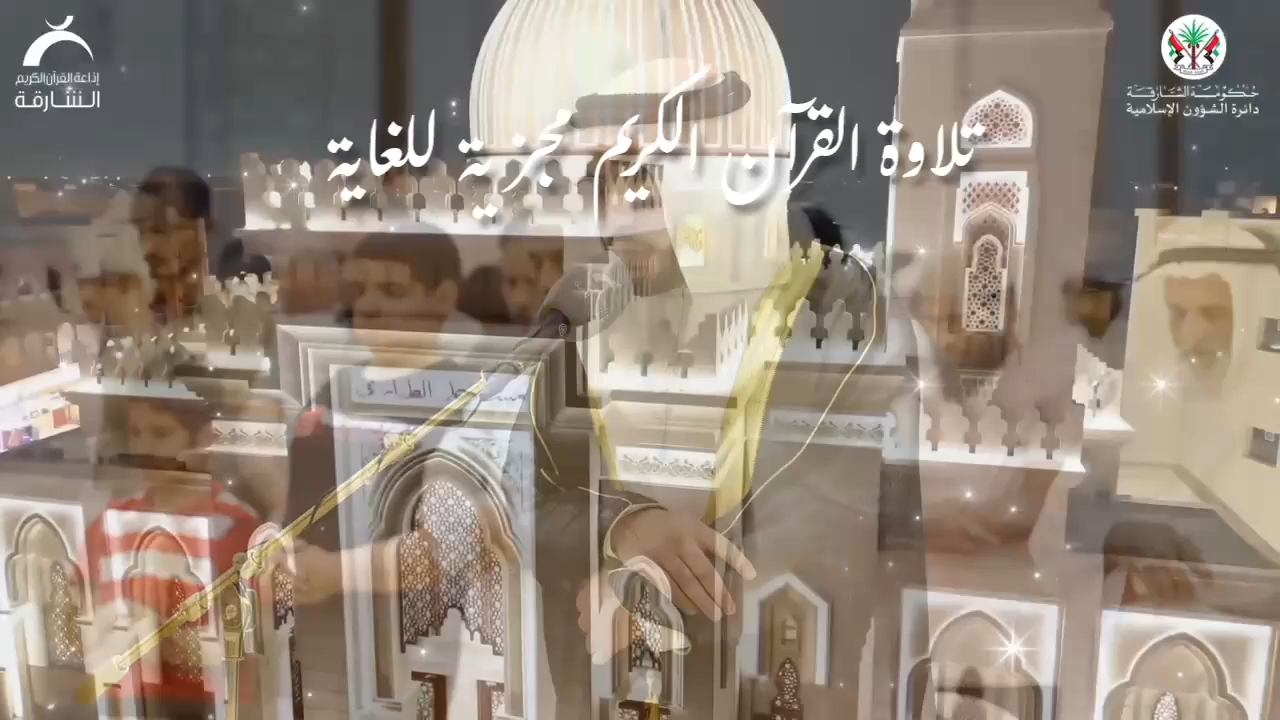 إذاعة القرآن الكريم
الشارقة
حكومة الشارقة
دائرة الشؤون الإسلامية
تلاوة القرآن الكريم مجزية للغاية ..